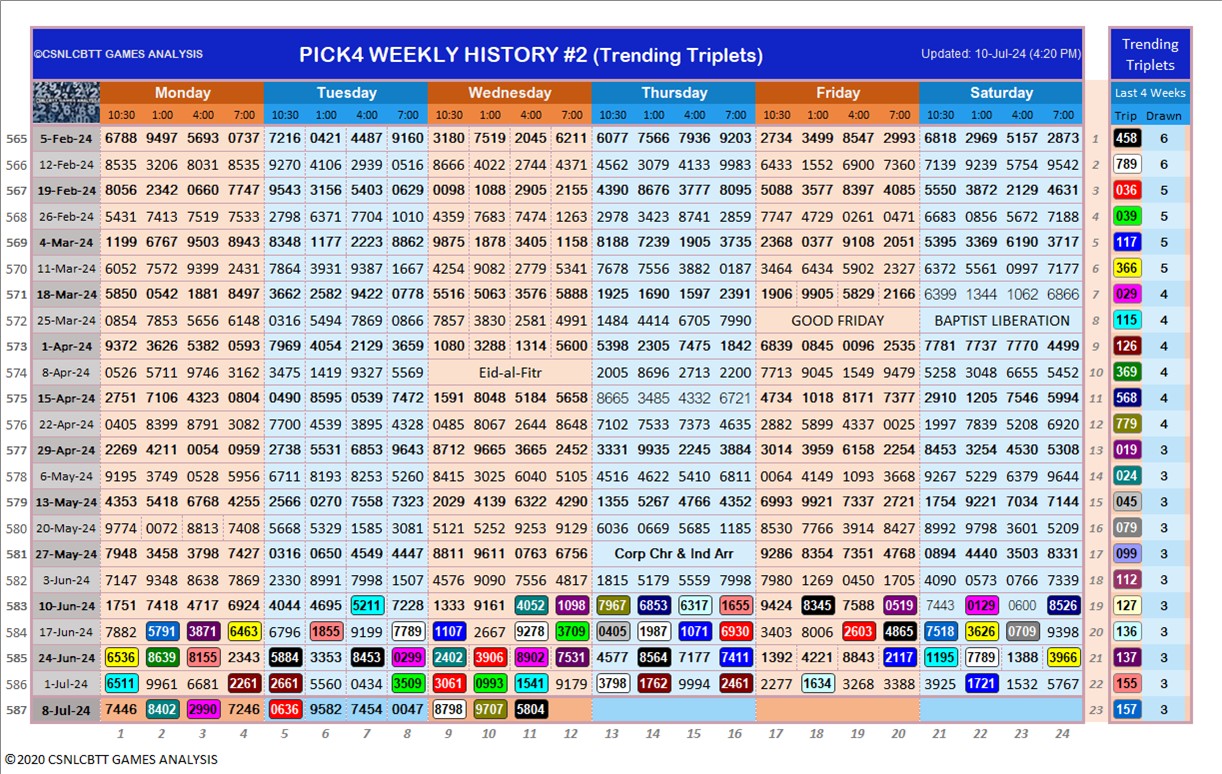 ©CSNLCBTT GAMES ANALYSIS PICK4 WEEKLY HISTORY #2 (Trending Triplets) Updated: 10-Jul-24 (4:20 PM) Trending Triplets
Monday Tuesday Wednesday Thursday Friday Saturday Last 4 Weeks
10:30 1:00 4:00 7:00 10:30 1:00 4:00 7:00 10:30 1:00 4:00 7:00 10:30 1:00 4:00 7:00 10:30 1:00 4:00 7:00 10:30 1:00 4:00 7:00 Trip Drawn
565 5-Feb-24 6788 9497 5693 0737 7216 0421 4487 9160 3180 7519 2045 6211 6077 7566 7936 9203 2734 3499 8547 2993 6818 2969 5157 2873 1 458 6
566 12-Feb-24 8535 3206 8031 8535 9270 4106 2939 0516 6666 4022 2744 4371 4562 3079 4133 9983 6433 1552 6900 7360 7139 9239 5754 9542 2 789 6
567 19-Feb-24 8056 2342 0660 7747 9543 3156 5403 0629 0098 1088 2905 2155 4390 8676 3777 8095 5088 3577 8397 4085 5550 3872 2129 4631 3 036 5
568 26-Feb-24 5431 7413 7519 7533 2798 6371 7704 1010 4359 7683 7474 1263 2978 3423 8741 2859 7747 4729 0261 0471 6683 0856 5672 7188 4 039 5
569 4-Mar-24 1199 6767 9503 8943 8348 1177 2223 8862 9875 1878 3405 1158 8188 7239 1905 3735 2368 0377 9108 2051 5395 3369 6190 3717 5 117 5
570 11-Mar-24 6052 7572 9399 2431 7864 3931 9387 1667 4254 9082 2779 5341 7678 7556 3882 0187 3464 6434 5902 2327 6372 5561 0997 7177 6 366 5
571 18-Mar-24 5850 0542 1881 8497 3662 2582 9422 0778 5516 5063 3576 5888 1925 1690 1597 2391 1906 9905 5829 2166 6399 1344 1062 6866 7 029 4
572 25-Mar-24 0854 7853 5656 6148 0316 5494 7869 0866 7857 3830 2581 4991 1484 4414 6705 7990 GOOD FRIDAY BAPTIST LIBERATION 8 115 4
573 1-Apr-24 9372 3626 5382 0593 7969 4054 2129 3659 1080 3288 1314 5600 5398 2305 7475 1842 6839 0845 0096 2535 7781 7737 7770 4499 9 126 4
574 8-Apr-24 0526 5711 9746 3162 3475 1419 9327 5569 Eid-al-Fitr 2005 8696 2713 2220 7713 9045 1549 9479 5258 3048 6655 5452 10 369 4
575 15-Apr-24 2751 7106 4323 0804 0490 8595 0539 7472 1591 8048 5184 5658 8665 3485 4332 6721 4734 1018 8171 7377 2910 1205 7546 5994 11 568 4
576 22-Apr-24 0405 8399 8791 3082 7700 4539 3895 4328 0485 8067 2644 8648 7102 7533 7373 4635 2882 5899 4337 0025 1997 7839 5208 6920 12 779 4
577 29-Apr-24 2269 4211 0054 0959 2738 5531 6853 9643 8712 9665 3665 2452 3331 9935 2245 3884 3014 3959 6158 2254 8453 3254 4530 5308 13 019 3
578 6-May-24 9195 3749 0528 5956 6711 8193 8253 5260 8415 3025 6040 5105 4516 4622 5410 6811 0064 4149 1093 3668 9267 5229 6379 9644 14 024 3
579 13-May-24 4353 5418 6768 4255 2566 0270 7558 7323 9029 4139 6322 4290 1355 5267 4766 4352 6993 9921 7337 2721 1754 9221 7034 7144 15 045 3
580 20-May-24 9774 0072 8813 7408 5668 5329 1585 3081 5121 5252 9253 9129 6036 0669 5685 1185 8530 7766 3914 8427 8992 9798 3601 5209 16 079 3
581 27-May-24 7948 3458 3798 7427 0316 0650 4549 4447 8811 9611 0763 6756 Corp Chr & Ind Arr 9286 8354 7351 4768 0894 4440 3503 8331 17 099 3
582 3-Jun-24 7147 9348 8638 7869 2330 8991 7998 1507 4576 9090 7556 4817 1815 5179 5559 7998 7980 1269 0450 1705 4090 0573 0766 7339 18 112 3
583 10-Jun-24 1751 7418 4717 6924 4044 4695 5211 7228 1333 9161 4052 1098 7967 6853 6317 1655 9424 8345 7588 0519 7443 0129 0600 8526 19 127 3
584 17-Jun-24 7882 5791 3871 6463 6796 1855 9199 7789 1107 2667 9278 3709 0405 1987 1071 6930 3403 8006 2603 4865 7518 3626 0709 9398 20 136 3
585 24-Jun-24 6536 8639 8155 2343 5884 3353 8453 0299 2402 3906 8902 7531 4577 8564 7177 7411 1392 4221 8843 2117 1195 7789 1388 3966 21 137 3
586 1-Jul-24 6511 9961 6681 2261 2661 5560 0434 3509 3061 0993 1541 9179 3798 1762 9994 2461 2277 1634 3268 3388 3925 1721 1532 5767 22 155 3
587 8-Jul-24 7446 8402 2990 7246 0636 9582 7454 0047 8798 9707 5804 23 157 3
1 2 3 4 5 6 7 8 9 10 11 12 13 14 15 16 17 18 19 20 21 22 23 24
©2020 CSNLCBTT GAMES ANALYSIS